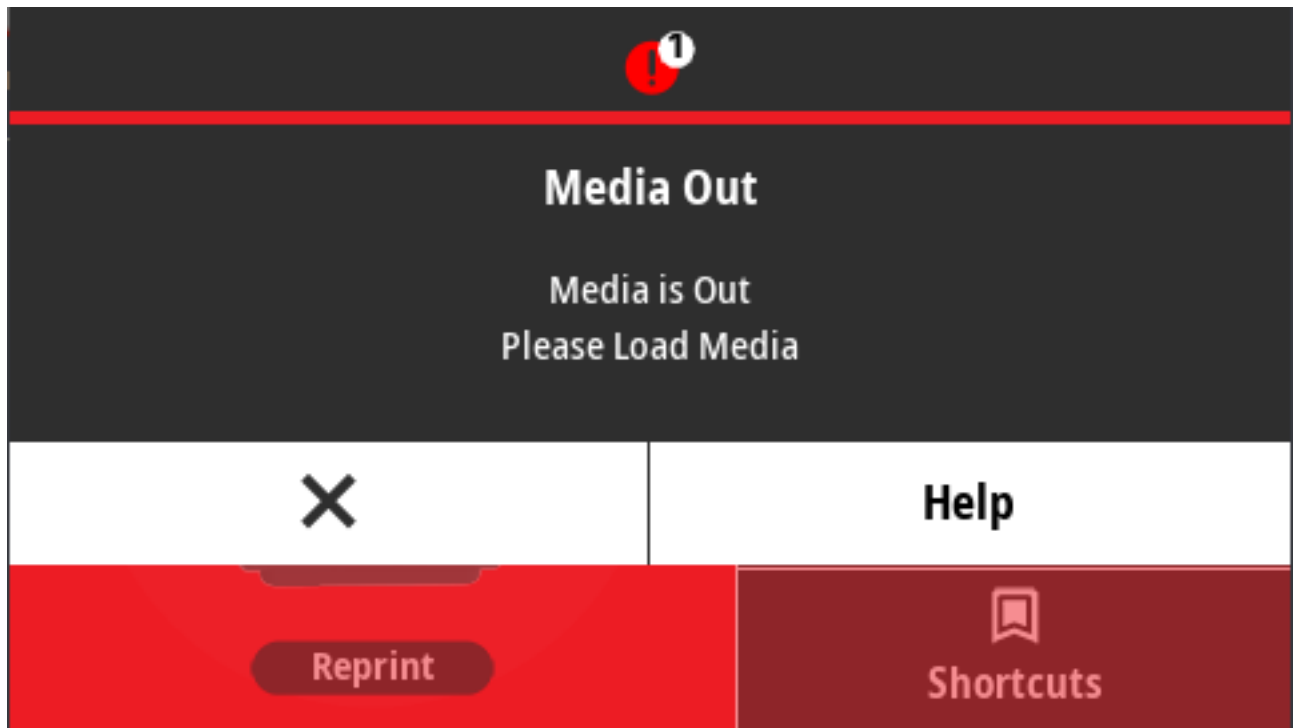 1
Media Out
Media is Out
Please Load Media
Help
Reprint
Shortcuts